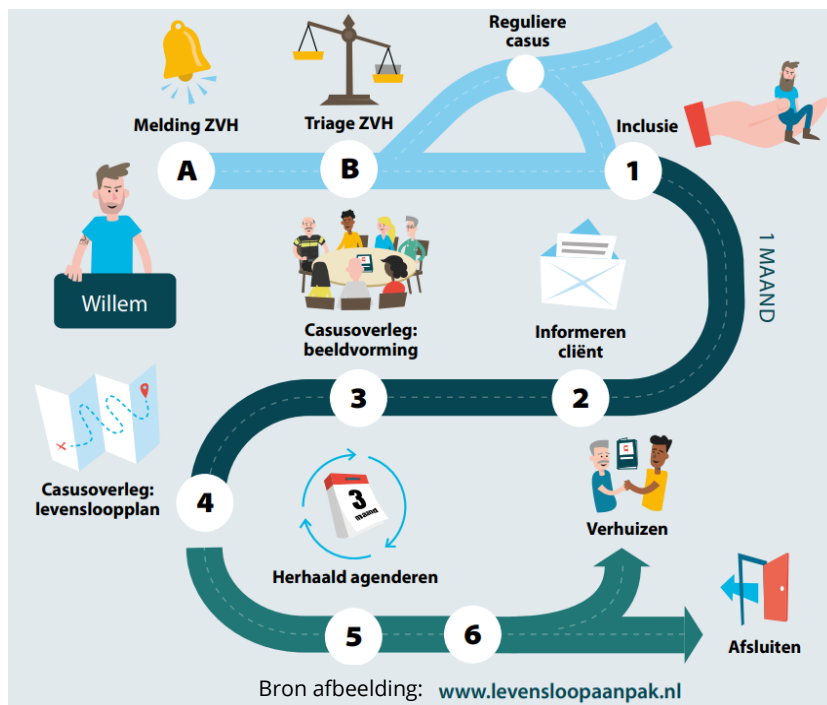 Reguliere
casus
Melding ZVH
Triage ZVH
Inclusie
A
B
1
Willem
1 MAAND
Casusoverleg:
beeldvorming
Informeren
cliënt
3
2
Casusoverleg:
levensloopplan
4
3
maand
Herhaald agenderen
Verhuizen
5
6
Afsluiten
Bron afbeelding: www.levensloopaanpak.nl